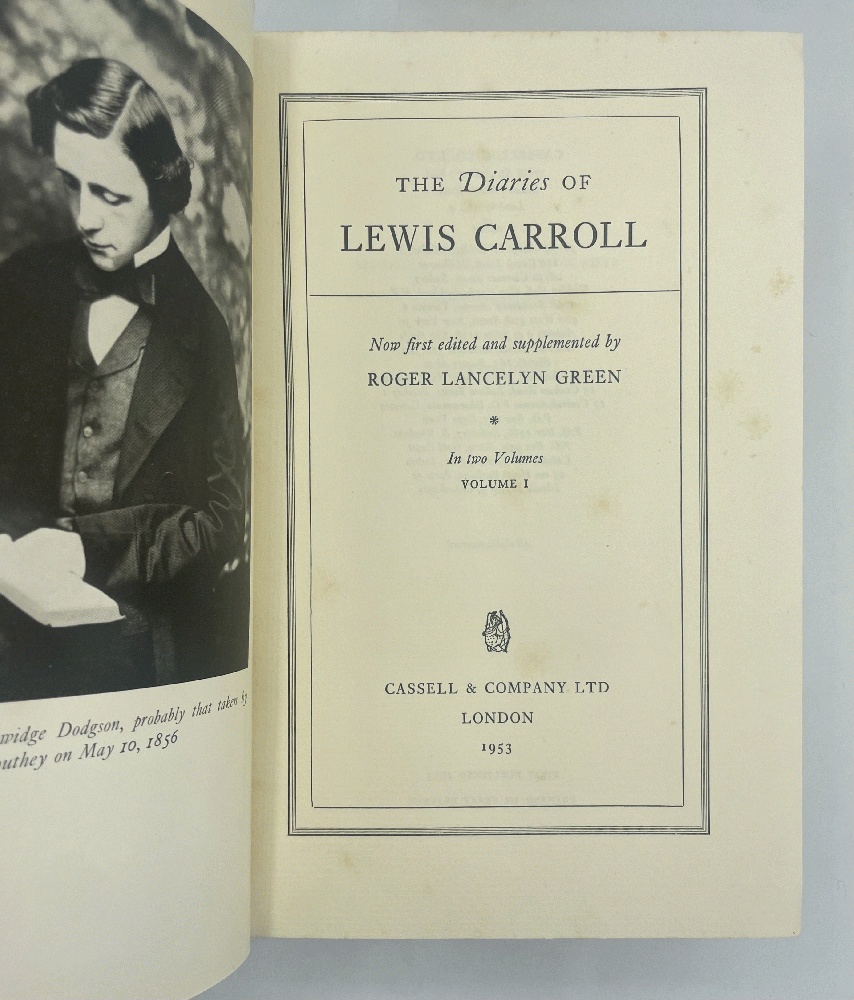 widge Dodgson, probably that taken by
uthey on May 10, 1856
THE Diaries OF
LEWIS CARROLL
Now first edited and supplemented by
ROGER LANCELYN GREEN
*
In two Volumes
VOLUME I
CASSELL & COMPANY LTD
LONDON
1953